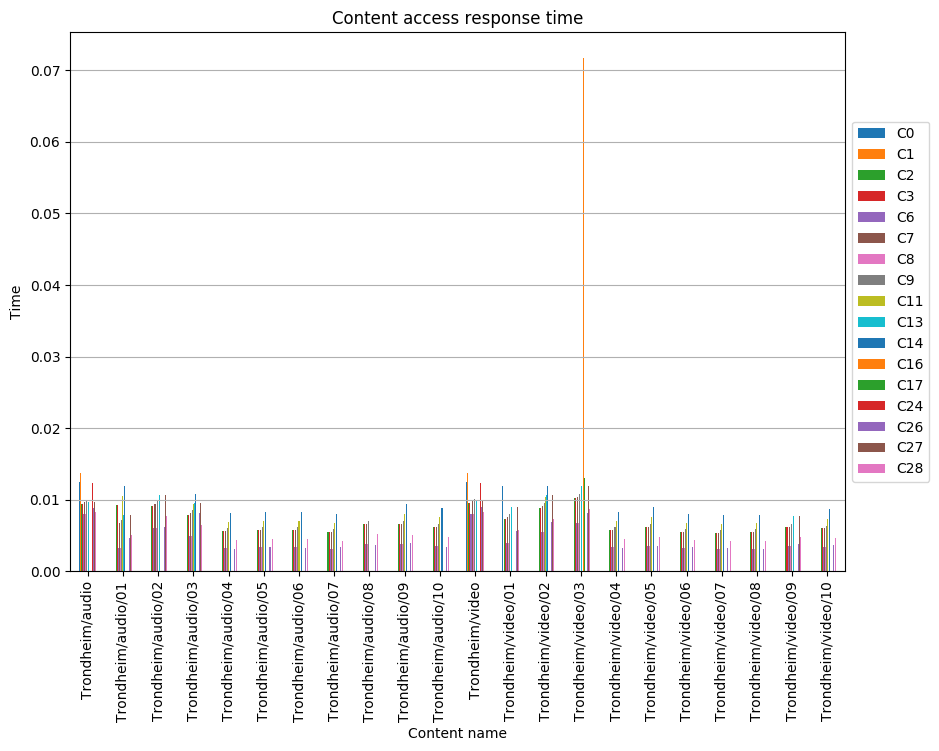 Content access response time
Time
0.07
0.06
0.05
0.04
0.03
0.02
0.01
0.00
Trondheim/audio
Trondheim/audio/01
Trondheim/audio/02
Trondheim/audio/03
Trondheim/audio/04
Trondheim/audio/05
Trondheim/audio/06
Trondheim/audio/07
Trondheim/audio/08
Trondheim/audio/09
Trondheim/audio/10
Trondheim/video
Trondheim/video/01
Trondheim/video/02
Trondheim/video/03
Trondheim/video/04
Trondheim/video/05
Trondheim/video/06
Trondheim/video/07
Trondheim/video/08
Trondheim/video/09
Trondheim/video/10
Content name
C0
C1
C2
C3
C6
C7
C8
C9
C11
C13
C14
C16
C17
C24
C26
C27
C28